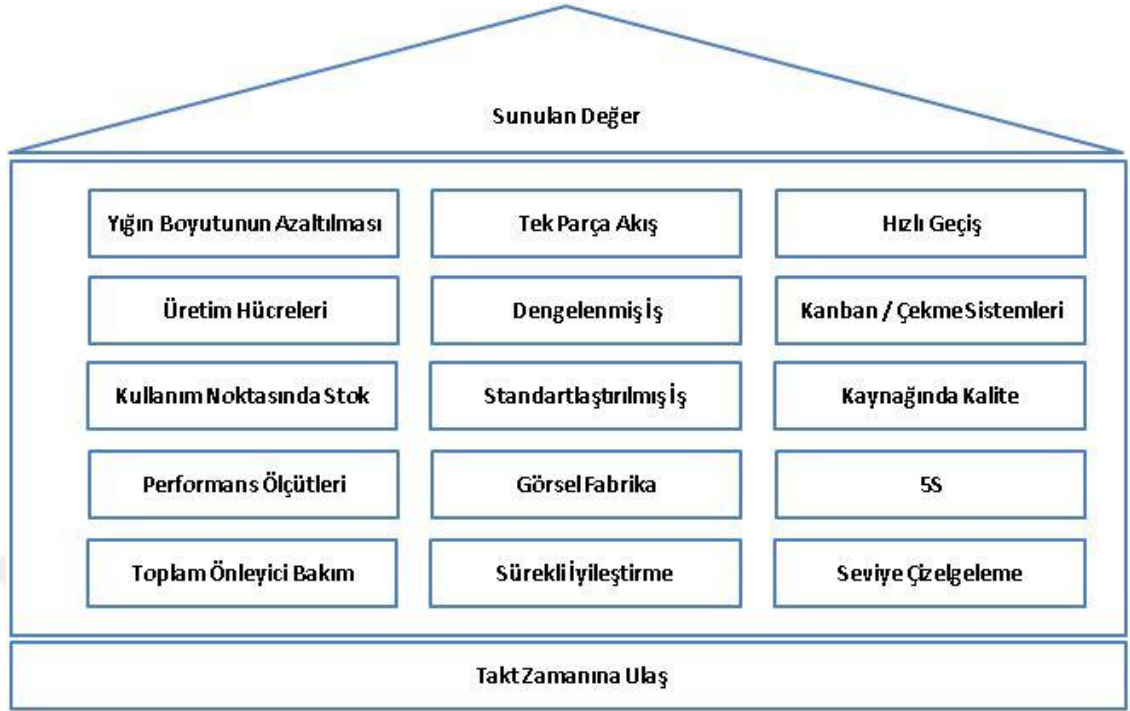 Sunulan Değer
Yığın Boyutunun Azaltılması
Tek Parça Akış
Hızlı Geçiş
Üretim Hücreleri
Dengelenmiş İş
Kanban / Çekme Sistemleri
Kullanım Noktasında Stok
Standartlaştırılmış İş
Kaynağında Kalite
Performans Ölçütleri
Görsel Fabrika
5S
Toplam Önleyici Bakım
Sürekli İyileştirme
Seviye Çizelgeleme
Takt Zamanına Ulaş